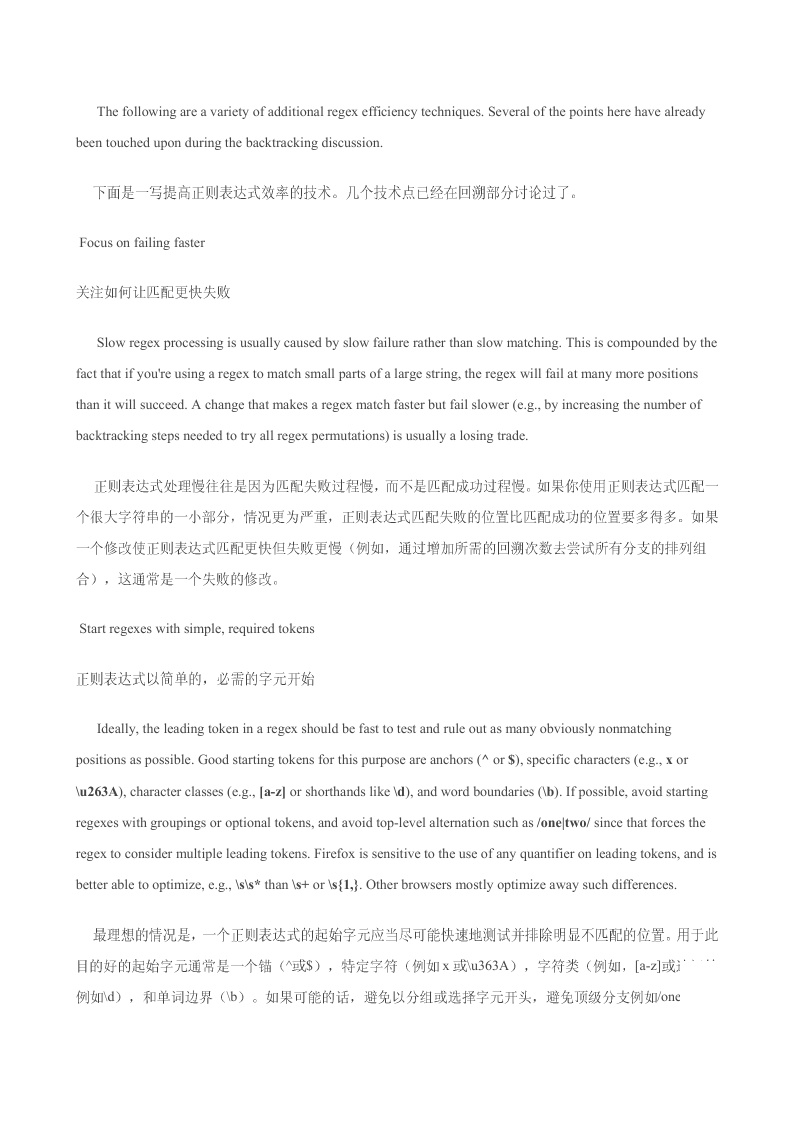 The following are a variety of additional regex efficiency techniques. Several of the points here have already
been touched upon during the backtracking discussion.
下面是一写提高正则表达式效率的技术。几个技术点已经在回溯部分讨论过了。
Focus on failing faster
关注如何让匹配更快失败
Slow regex processing is usually caused by slow failure rather than slow matching. This is compounded by the
fact that if you're using a regex to match small parts of a large string, the regex will fail at many more positions
than it will succeed. A change that makes a regex match faster but fail slower (e.g., by increasing the number of
backtracking steps needed to try all regex permutations) is usually a losing trade.
正则表达式处理慢往往是因为匹配失败过程慢，而不是匹配成功过程慢。如果你使用正则表达式匹配一
个很大字符串的一小部分，情况更为严重，正则表达式匹配失败的位置比匹配成功的位置要多得多。如果
一个修改使正则表达式匹配更快但失败更慢（例如，通过增加所需的回溯次数去尝试所有分支的排列组
合），这通常是一个失败的修改。
Start regexes with simple, required tokens
正则表达式以简单的，必需的字元开始
Ideally, the leading token in a regex should be fast to test and rule out as many obviously nonmatching
positions as possible. Good starting tokens for this purpose are anchors (^ or $), specific characters (e.g., x or
\u263A), character classes (e.g., [a-z] or shorthands like \d), and word boundaries (\b). If possible, avoid starting
regexes with groupings or optional tokens, and avoid top-level alternation such as /one|two/ since that forces the
regex to consider multiple leading tokens. Firefox is sensitive to the use of any quantifier on leading tokens, and is
better able to optimize, e.g., \s\s* than \s+ or \s{1,}. Other browsers mostly optimize away such differences.
最理想的情况是，一个正则表达式的起始字元应当尽可能快速地测试并排除明显不匹配的位置。用于此
目的好的起始字元通常是一个锚（^或$），特定字符（例如 x 或\u363A），字符类（例如，[a-z]或
例如\d），和单词边界（\b）。如果可能的话，避免以分组或选择字元开头，避免顶级分支例如/one